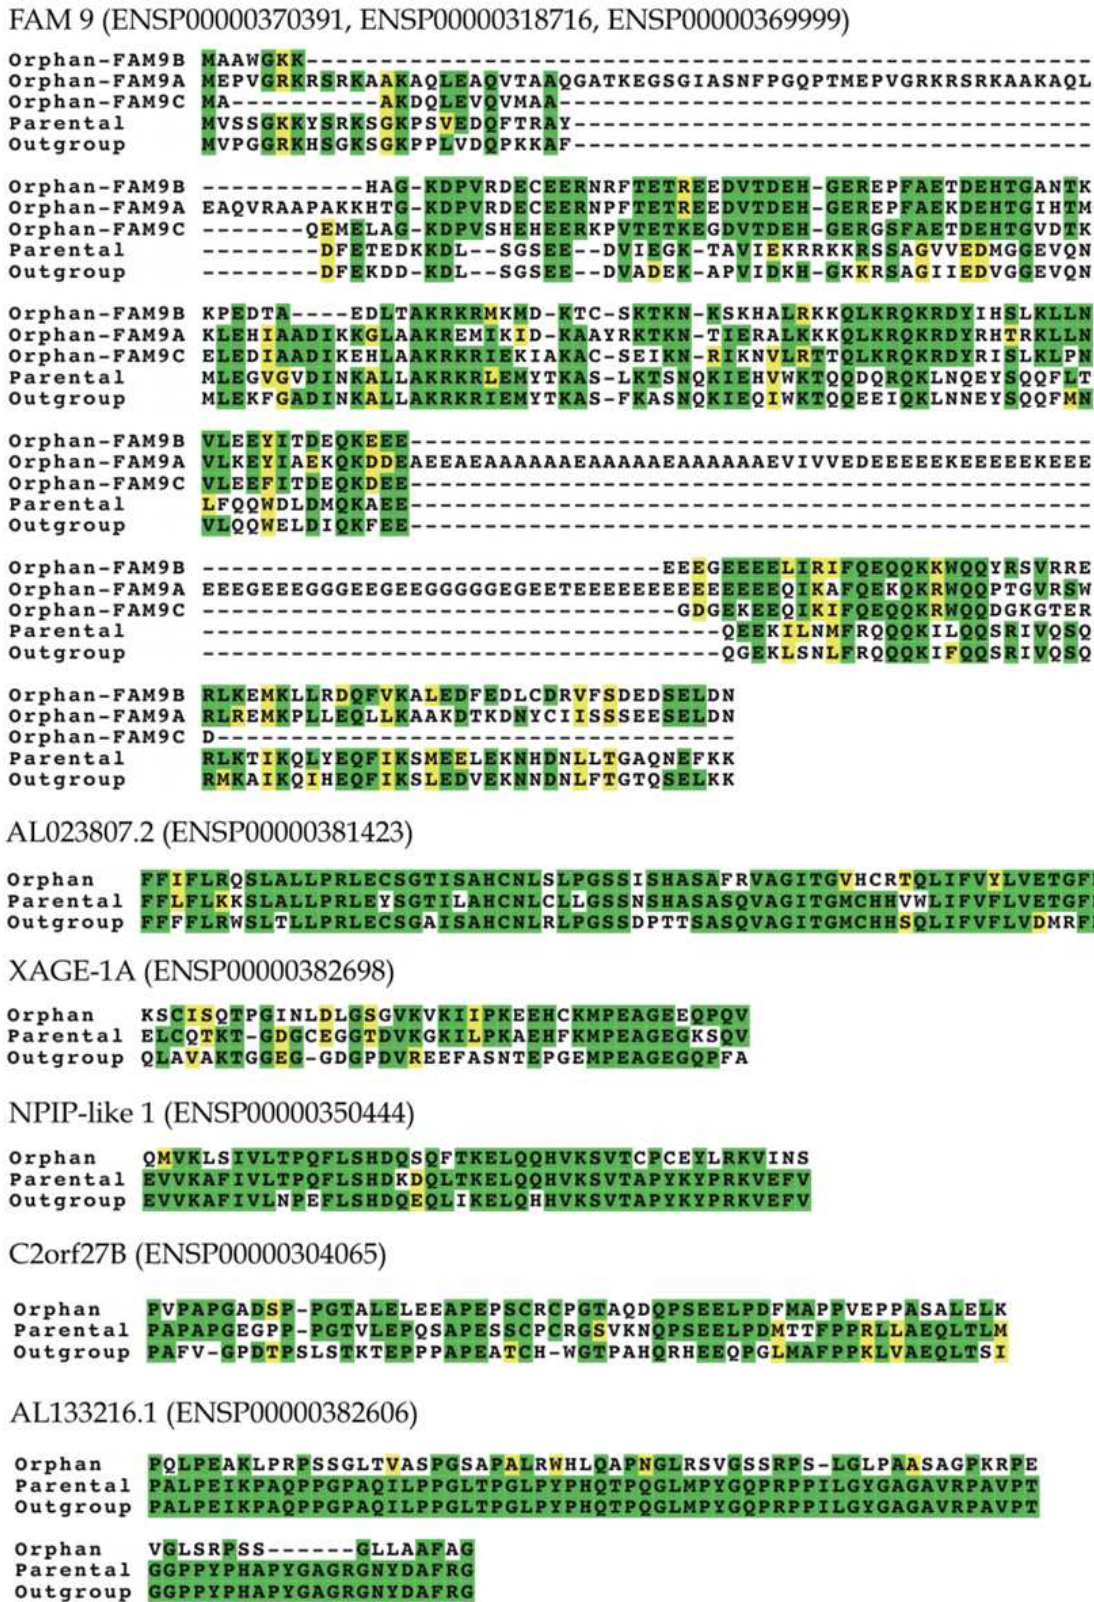 FAM 9 (ENSP00000370391, ENSP00000318716, ENSP00000369999)
Orphan-FAM9B MAAWGKK------------------------------------------------------
Orphan-FAM9A MEPVGRKRSRKAAKAQLEAQVTAAQGATKEGSGIASNFPGQPTMEPVGRKRSRKAAKAQL
Orphan-FAM9C MA----------AKDQLEVQVMAA-------------------------------------
Parental MVSSGKKYSRKSGKPSVEDQFTRAY------------------------------------
Outgroup MVPGGRKHSGKSGKPPLVDQPKKAF------------------------------------
Orphan-FAM9B -----------HAG-KDPVRDECEERNRFTETREEDVTDEH-GEREPFAETDEHTGANTK
Orphan-FAM9A EAQVRAAPAKKHTG-KDPVRDECEERNPFTETREEDVTDEH-GEREPFAEKDEHTGIHTM
Orphan-FAM9C -------QEMELAG-KDPVSHEHEERKPVTETKEGDVTDEH-GERGSFAETDEHTGVDTK
Parental --------DFETEDKKDL--SGSEE--DVIEGK-TAVIEKRRKKRSSAGVVEDMGGEVQN
Outgroup --------DFEKDD-KDL--SGSEE--DVADEK-APVIDKH-GKKRSAGIIEDVGGEVQN
Orphan-FAM9B KPEDTA----EDLTAKRKRMKMD-KTC-SKTKN-KSKHALRKKQLKRQKRDYIHSLKLLN
Orphan-FAM9A KLEHIAADIKKGLAAKREMIKID-KAAYRKTKN-TIERALKKKQLKRQKRDYRHTRKLLN
Orphan-FAM9C ELEDIAADIKEHLAAKRKRIEKIAKAC-SEIKN-RIKNVLRTTQLKRQKRDYRISLKLPN
Parental MLEGVGVDINKALLAKRKRLEMYTKAS-LKTSNQKIEHVWKTQQDQRQKLNQEYSQQFLT
Outgroup MLEKFGADINKALLAKRKRIEMYTKAS-FKASNQKIEQIWKTQQEEIQKLNNEYSQQFMN
Orphan-FAM9B VLEEYITDEQKEEE-----------------------------------------------
Orphan-FAM9A VLKEYIAEKQKDDEAEEAEAAAAAAEAAAAAEAAAAAAEVIVVEDEEEEEKEEEEEKEEE
Orphan-FAM9C VLEEFITDEQKDEE-----------------------------------------------
Parental LFQQWDLDMQKAEE-----------------------------------------------
Outgroup VLQQWELDIQKFEE-----------------------------------------------
Orphan-FAM9B -------------------------------EEEGEEEELIRIFQEQQKKWQQYRSVRRE
Orphan-FAM9A EEEGEEEGGGEEGEEGGGGGEGEETEEEEEEEEEEEEEEQIKAFQEKQKRWQQPTGVRSW
Orphan-FAM9C --------------------------------GDGEKEEQIKIFQEQQKRWQQDGKGTER
Parental -----------------------------------QEEKILNMFRQQQKILQQSRIVQSQ
Outgroup -----------------------------------QGEKLSNLFRQQQKIFQQSRIVQSQ
Orphan-FAM9B RLKEMKLLRDQFVKALEDFEDLCDRVFSDEDSELDN
Orphan-FAM9A RLREMKPLLEQLLKAAKDTKDNYCIISSSEESELDN
Orphan-FAM9C D-----------------------------------
Parental RLKTIKQLYEQFIKSMEELEKNHDNLLTGAQNEFKK
Outgroup RMKAIKQIHEQFIKSLEDVEKNNDNLFTGTQSELKK
AL023807.2 (ENSP00000381423)
Orphan FFIFLRQSLALLPRLECSGTISAHCNLSLPGSSISHASAFRVAGITGVHCRTQLIFVYLVETGF
Parental FFLFLKKSLALLPRLEYSGTILAHCNLCLLGSSNSHASASQVAGITGMCHHVWLIFVFLVETGF
Outgroup FFFFLRWSLTLLPRLECSGAISAHCNLRLPGSSDPTTSASQVAGITGMCHHSQLIFVFLVDMRF
XAGE-1A (ENSP00000382698)
Orphan KSCISQTPGINLDLGSGVKVKIIPKEEHCKMPEAGEEQPQV
Parental ELCQTKT-GDGCEGGTDVKGKILPKAEHFKMPEAGEGKSQV
Outgroup QLAVAKTGGEG-GDGPDVREEFASNTEPGEMPEAGEGQPFA
NPIP-like 1 (ENSP00000350444)
Orphan QMVKLSIVLTPQFLSHDQSQFTKELQQHVKSVTCPCEYLRKVINS
Parental EVVKAFIVLTPQFLSHDKDQLTKELQQHVKSVTAPYKYPRKVEFV
Outgroup EVVKAFIVLNPEFLSHDQEQLIKELQHHVKSVTAPYKYPRKVEFV
C2orf27B (ENSP00000304065)
Orphan PVPAPGADSP-PGTALELEEAPEPSCRCPGTAQDQPSEELPDFMAPPVEPPASALELK
Parental PAPAPGEGPP-PGTVLEPQSAPESSCPCRGSVKNQPSEELPDMTTFPPRLLAEQLTLM
Outgroup PAFV-GPDTPSLSTKTEPPPAPEATCH-WGTPAHQRHEEQPGLMAFPPKLVAEQLTSI
AL133216.1 (ENSP00000382606)
Orphan PQLPEAKLPRPSSGLTVASPGSAPALRWHLQAPNGLRSVGSSRPS-LGLPAASAGPKRPE
Parental PALPEIKPAQPPGPAQILPPGLTPGLPYPHQTPQGLMPYGQPRPPILGYGAGAVRPAVPT
Outgroup PALPEIKPAQPPGPAQILPPGLTPGLPYPHQTPQGLMPYGQPRPPILGYGAGAVRPAVPT
Orphan VGLSRPSS------GLLAAFAG
Parental GGPPYPHAPYGAGRGNYDAFRG
Outgroup GGPPYPHAPYGAGRGNYDAFRG